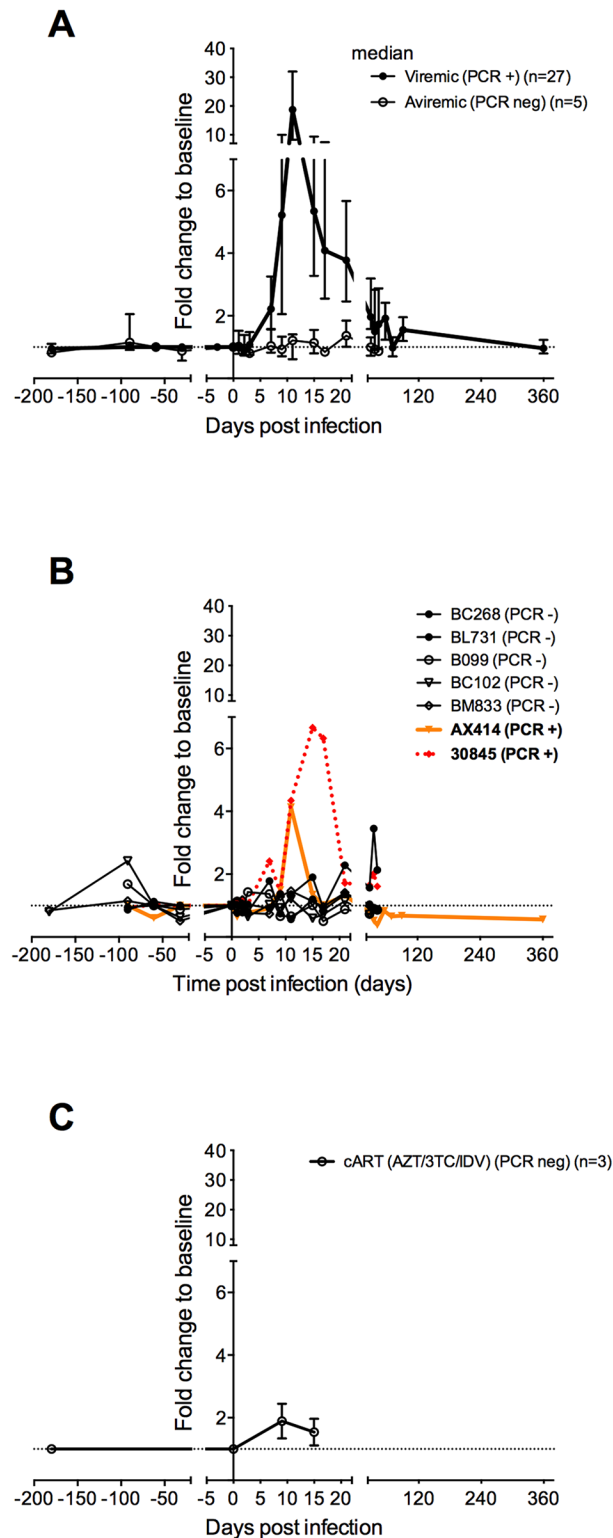 A
median
Viremic (PCR +) (n=27)
Aviremic (PCR neg) (n=5)
Fold change to baseline
40
30
20
10
6
4
2
-200 -150 -100 -50 -5 0 5 10 15 20 120 240 360
Days post infection
B
BC268 (PCR -)
BL731 (PCR -)
B099 (PCR -)
BC102 (PCR -)
BM833 (PCR -)
AX414 (PCR +)
30845 (PCR +)
Fold change to baseline
40
30
20
10
6
4
2
-200 -150 -100 -50 -5 0 5 10 15 20 120 240 360
Time post infection (days)
C
cART (AZT/3TC/IDV) (PCR neg) (n=3)
Fold change to baseline
40
30
20
10
6
4
2
-200 -150 -100 -50 -5 0 5 10 15 20 120 240 360
Days post infection